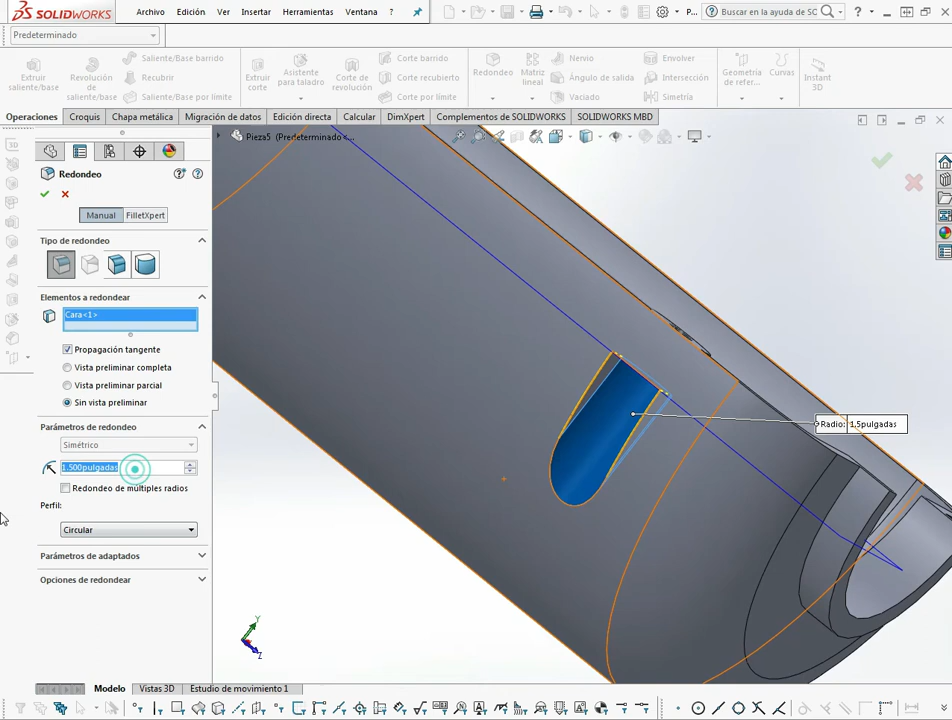 SOLIDWORKS
Archivo Edición Ver Insertar Herramientas Ventana ? P... Buscar en la ayuda de SC
Predeterminado
Extruir saliente/base
Revolución de saliente/base
Saliente/Base barrido
Recubrir
Saliente/Base por límite
Extruir corte
Asistente para taladro
Corte de revolución
Corte barrido
Corte recubierto
Corte por límite
Redondeo
Matriz lineal
Nervio
Ángulo de salida
Vaciado
Envolver
Intersección
Simetría
Geometría de refer...
Curvas
Instant 3D
Operaciones Croquis Chapa metálica Migración de datos Edición directa Calcular DimXpert Complementos de SOLIDWORKS SOLIDWORKS MBD
Pieza5 (Predeterminado<...
Redondeo
Manual FilletXpert
Tipo de redondeo
Elementos a redondear
Cara<1>
Propagación tangente
Vista preliminar completa
Vista preliminar parcial
Sin vista preliminar
Parámetros de redondeo
Simétrico
1.500pulgadas
Redondeo de múltiples radios
Perfil:
Circular
Parámetros de adaptados
Opciones de redondear
Radio: 1,5pulgadas
Y
Z
Modelo Vistas 3D Estudio de movimiento 1